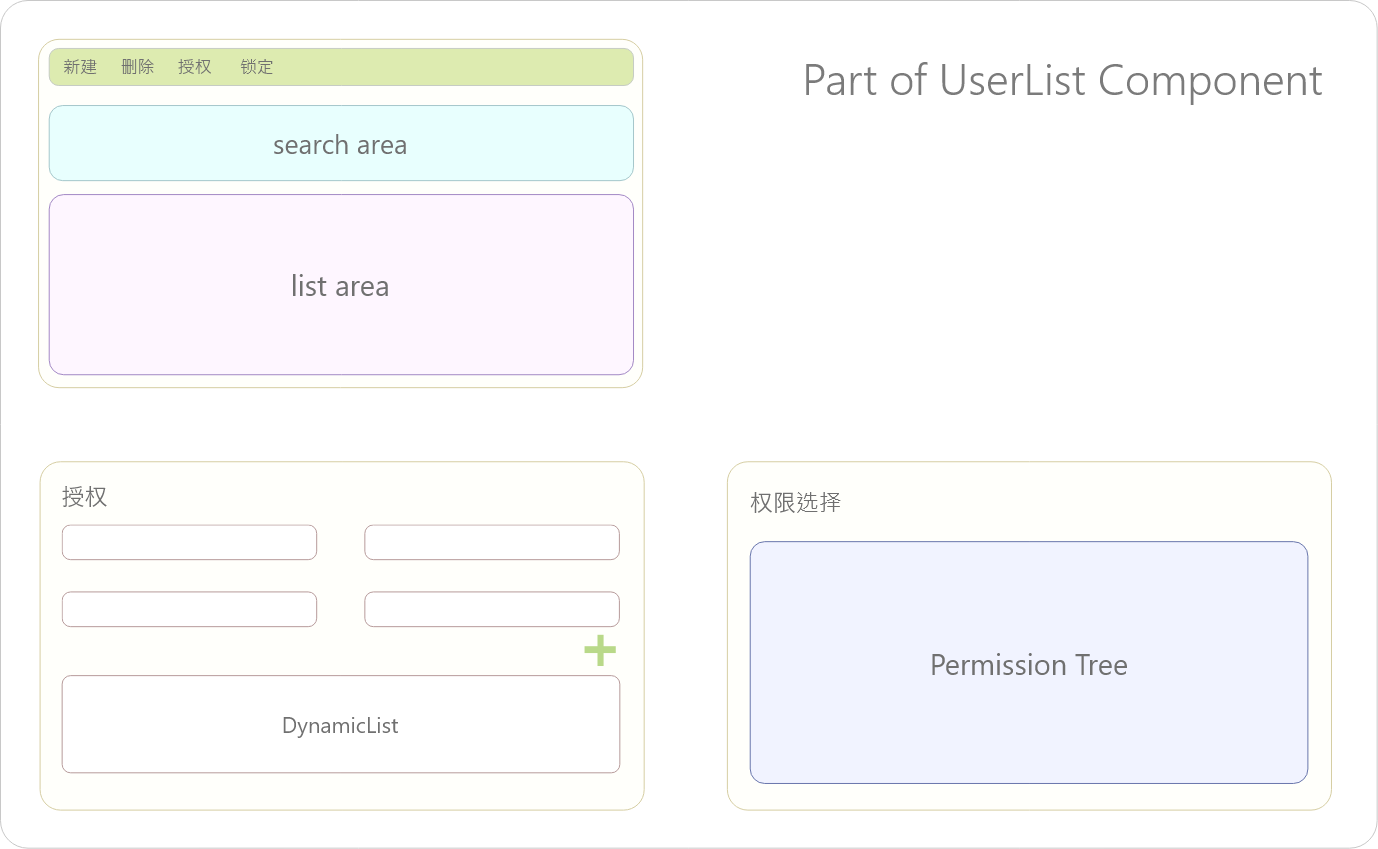 新建 删除 授权 锁定
Part of UserList Component
search area
list area
授权
DynamicList
权限选择
Permission Tree